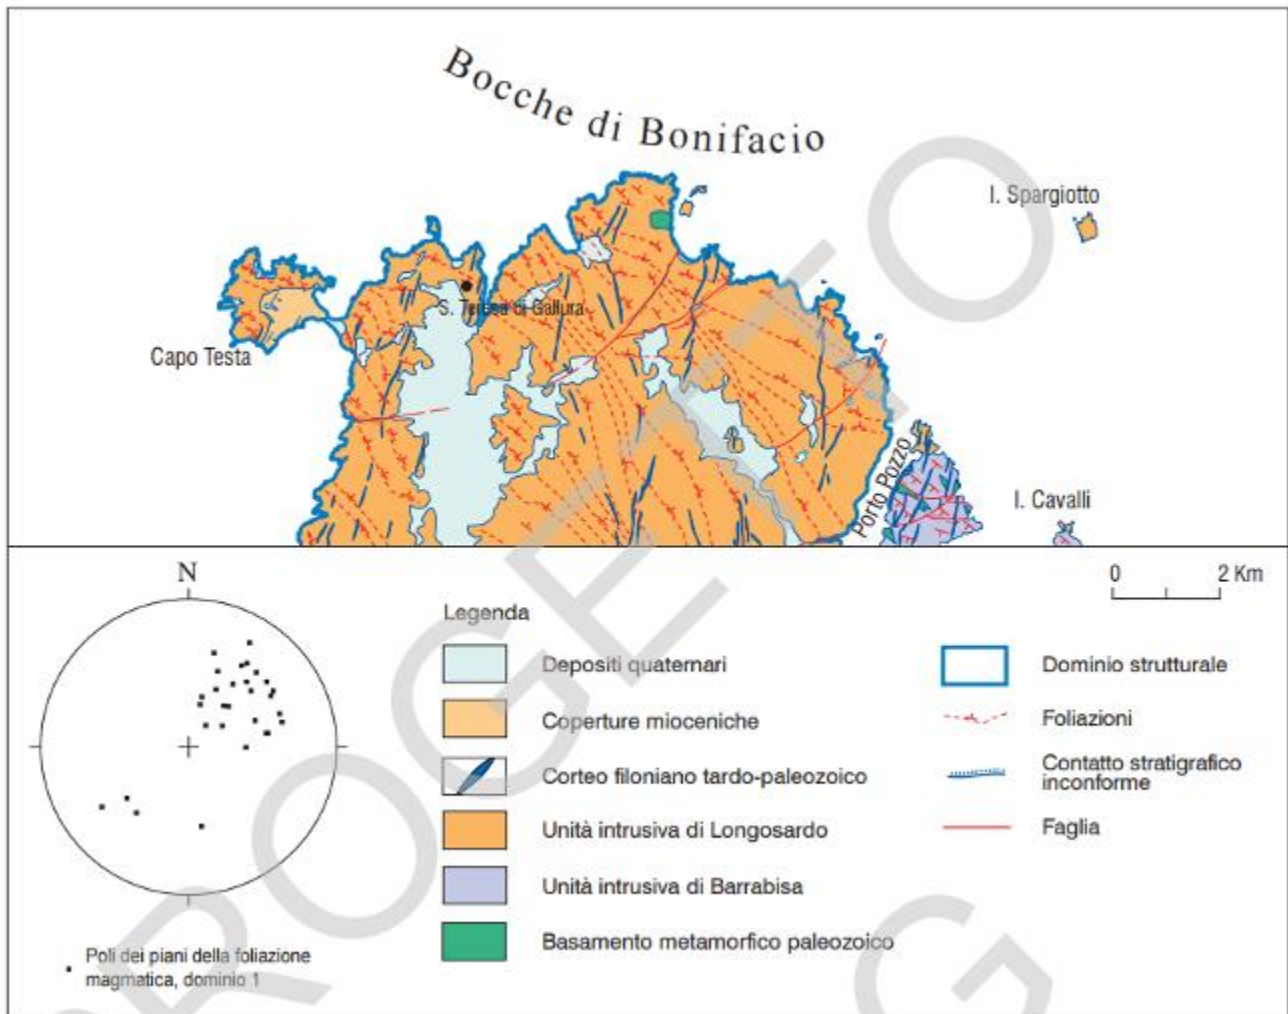 Bocche di Bonifacio
I. Spargiotto
S. Teresa di Gallura
Capo Testa
Porto Pozzo
I. Cavalli
N
0 2 Km
Legenda
Depositi quaternari
Coperture mioceniche
Corteo filoniano tardo-paleozoico
Unità intrusiva di Longosardo
Unità intrusiva di Barrabisa
Basamento metamorfico paleozoico
Dominio strutturale
Foliazioni
Contatto stratigrafico
inconforme
Faglia
Poli dei piani della foliazione
magmatica, dominio 1
PROGETTO
G